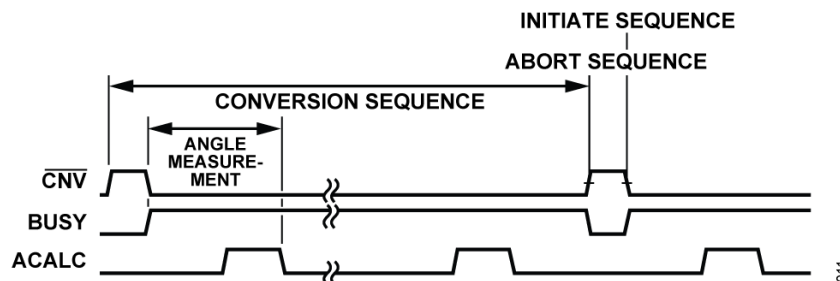 INITIATE SEQUENCE
ABORT SEQUENCE
CONVERSION SEQUENCE
ANGLE
MEASURE-
MENT
CNV
BUSY
ACALC